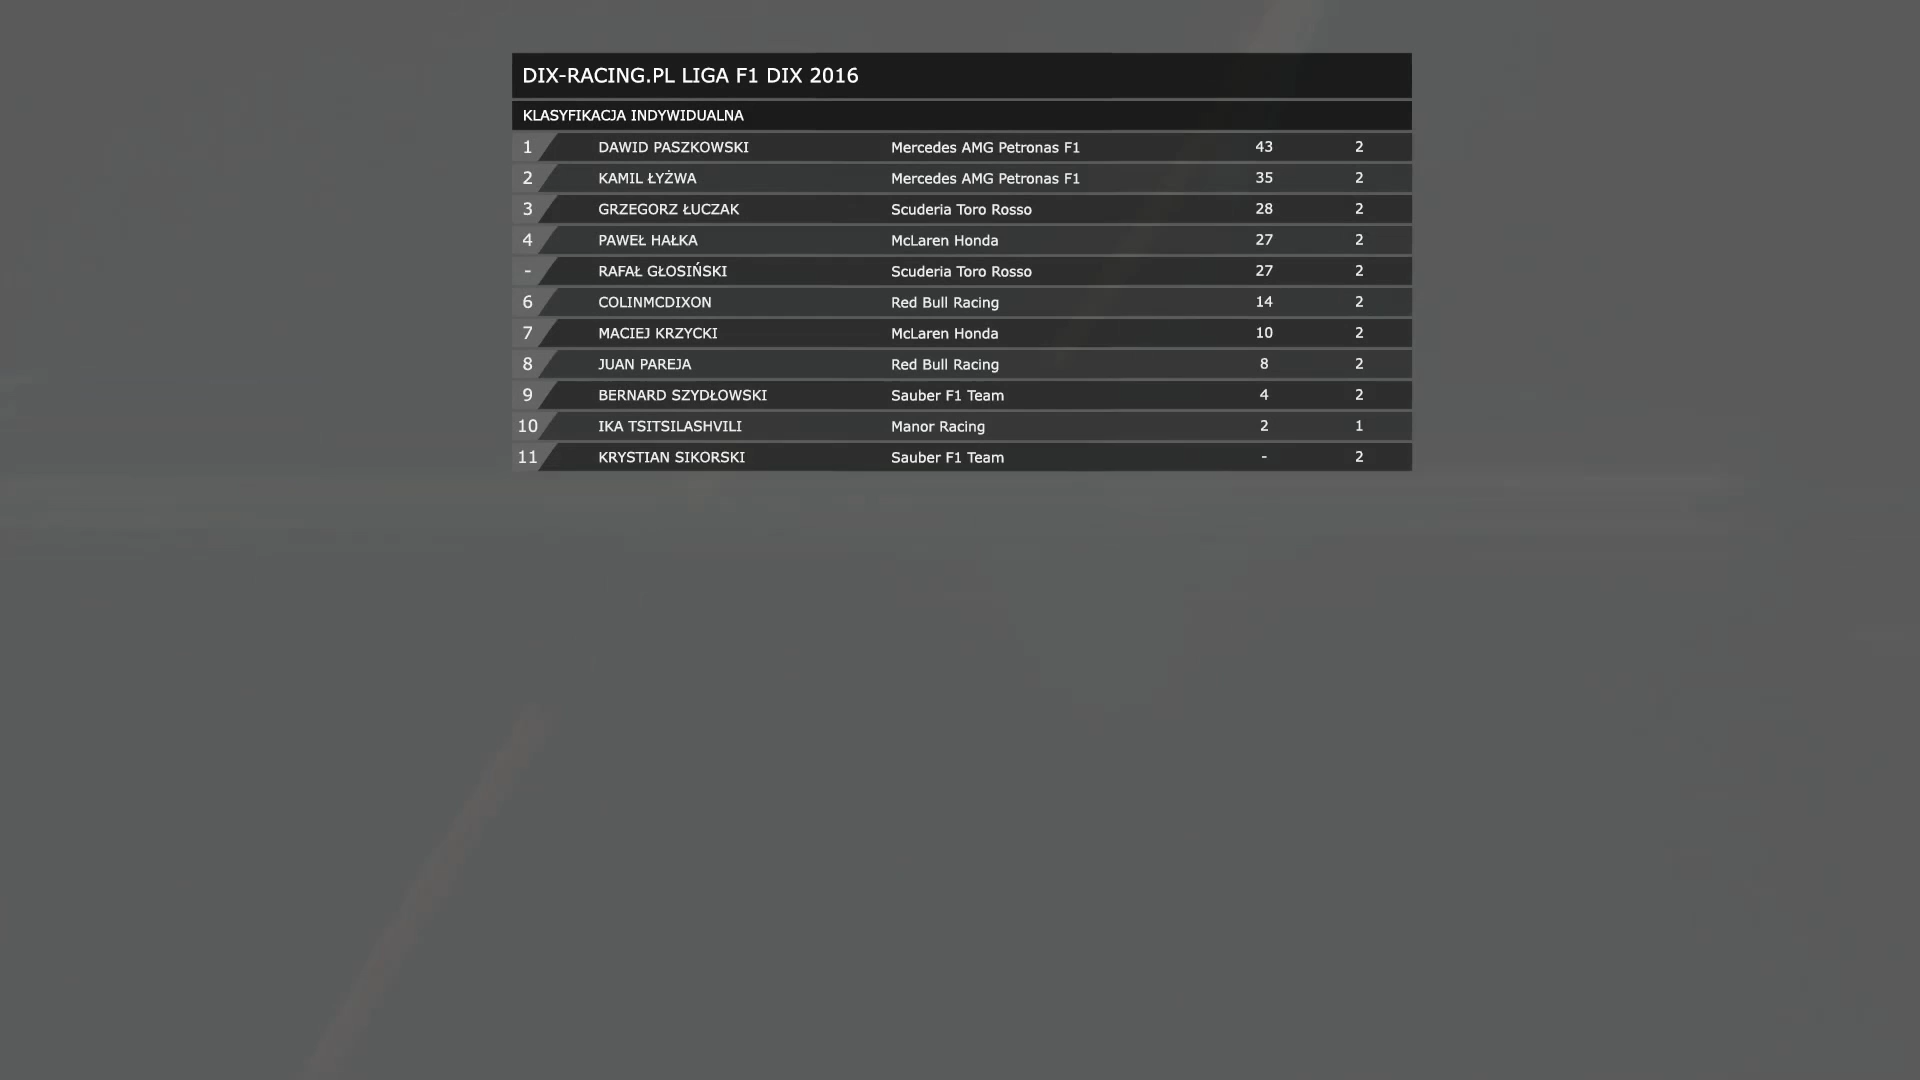 DIX-RACING.PL LIGA F1 DIX 2016
KLASYFIKACJA INDYWIDUALNA
1 DAWID PASZKOWSKI Mercedes AMG Petronas F1 43 2
2 KAMIL ŁYŻWA Mercedes AMG Petronas F1 35 2
3 GRZEGORZ ŁUCZAK Scuderia Toro Rosso 28 2
4 PAWEŁ HAŁKA McLaren Honda 27 2
- RAFAŁ GŁOSIŃSKI Scuderia Toro Rosso 27 2
6 COLINMCDIXON Red Bull Racing 14 2
7 MACIEJ KRZYCKI McLaren Honda 10 2
8 JUAN PAREJA Red Bull Racing 8 2
9 BERNARD SZYDŁOWSKI Sauber F1 Team 4 2
10 IKA TSITSILASHVILI Manor Racing 2 1
11 KRYSTIAN SIKORSKI Sauber F1 Team - 2